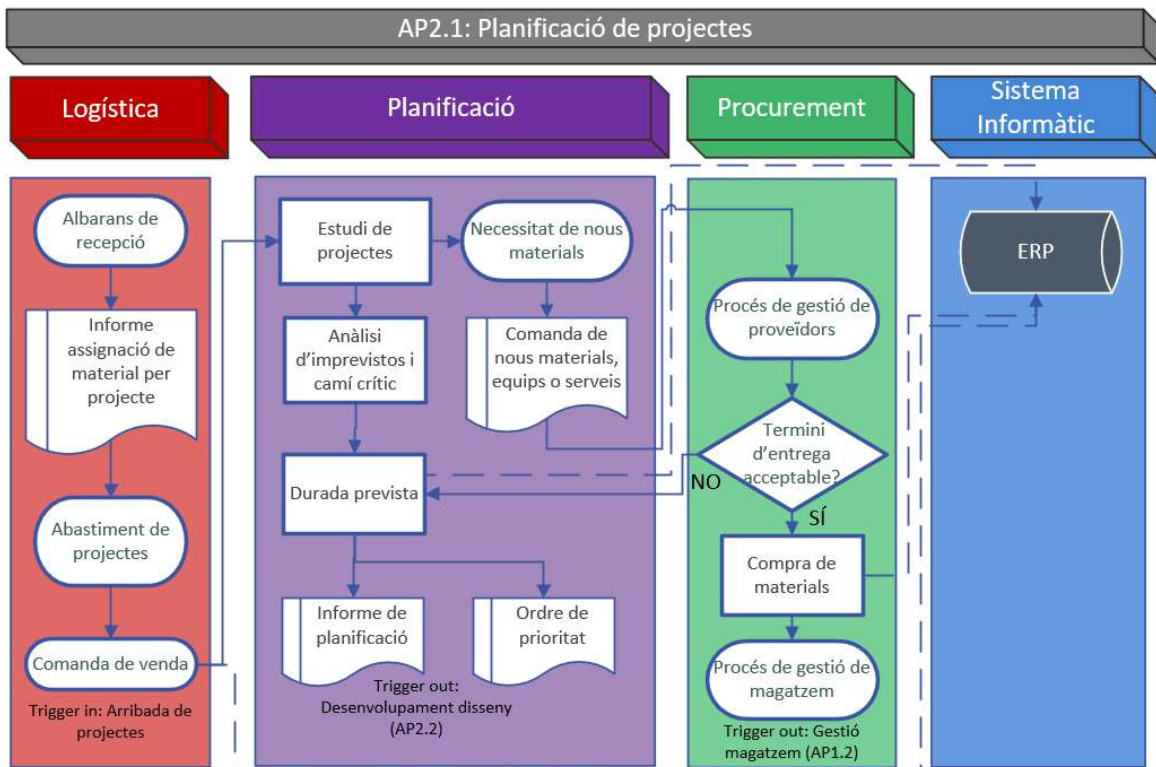 AP2.1: Planificació de projectes
Logística
Planificació
Procurement
Sistema
Informàtic
Albarans de
recepció
Informe
assignació de
material per
projecte
Abastiment de
projectes
Comanda de venda
Trigger in: Arribada de
projectes
Estudi de
projectes
Necessitat de nous
materials
Anàlisi
d’imprevistos i
camí crític
Comanda de
nous materials,
equips o serveis
Durada prevista
Informe de
planificació
Ordre de
prioritat
Trigger out:
Desenvolupament disseny
(AP2.2)
Procés de gestió de
proveïdors
Termini
d’entrega
acceptable?
NO
SÍ
Compra de
materials
Procés de gestió de
magatzem
Trigger out: Gestió
magatzem (AP1.2)
ERP